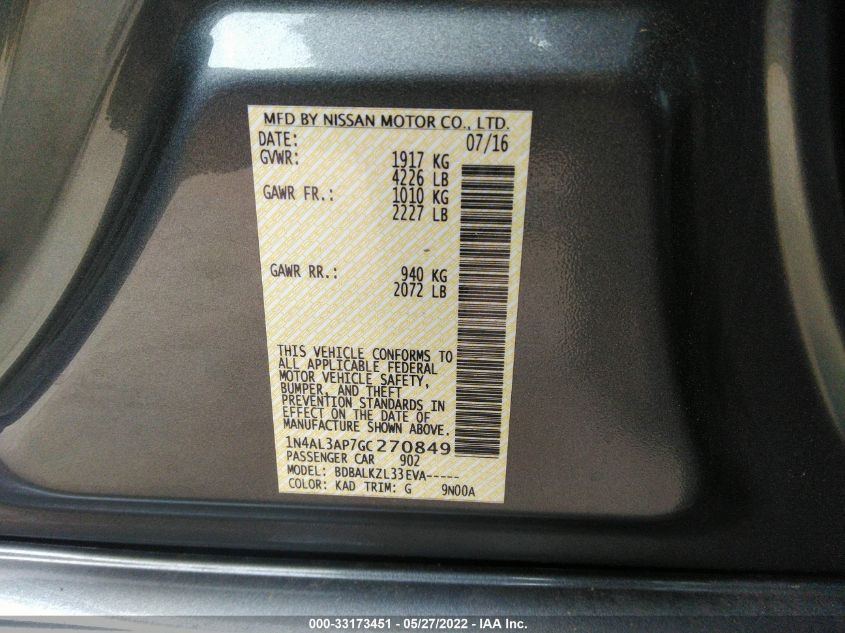 MFD BY NISSAN MOTOR CO., LTD.
DATE: 07/16
GVWR: 1917 KG
4226 LB
GAWR FR.: 1010 KG
2227 LB
GAWR RR.: 940 KG
2072 LB
THIS VEHICLE CONFORMS TO
ALL APPLICABLE FEDERAL
MOTOR VEHICLE SAFETY,
BUMPER, AND THEFT
PREVENTION STANDARDS IN
EFFECT ON THE DATE OF
MANUFACTURE SHOWN ABOVE.
1N4AL3AP7GC270849
PASSENGER CAR 902
MODEL: BDBALKZL33EVA-----
COLOR: KAD TRIM: G 9N00A
000-33173451 - 05/27/2022 - IAA Inc.